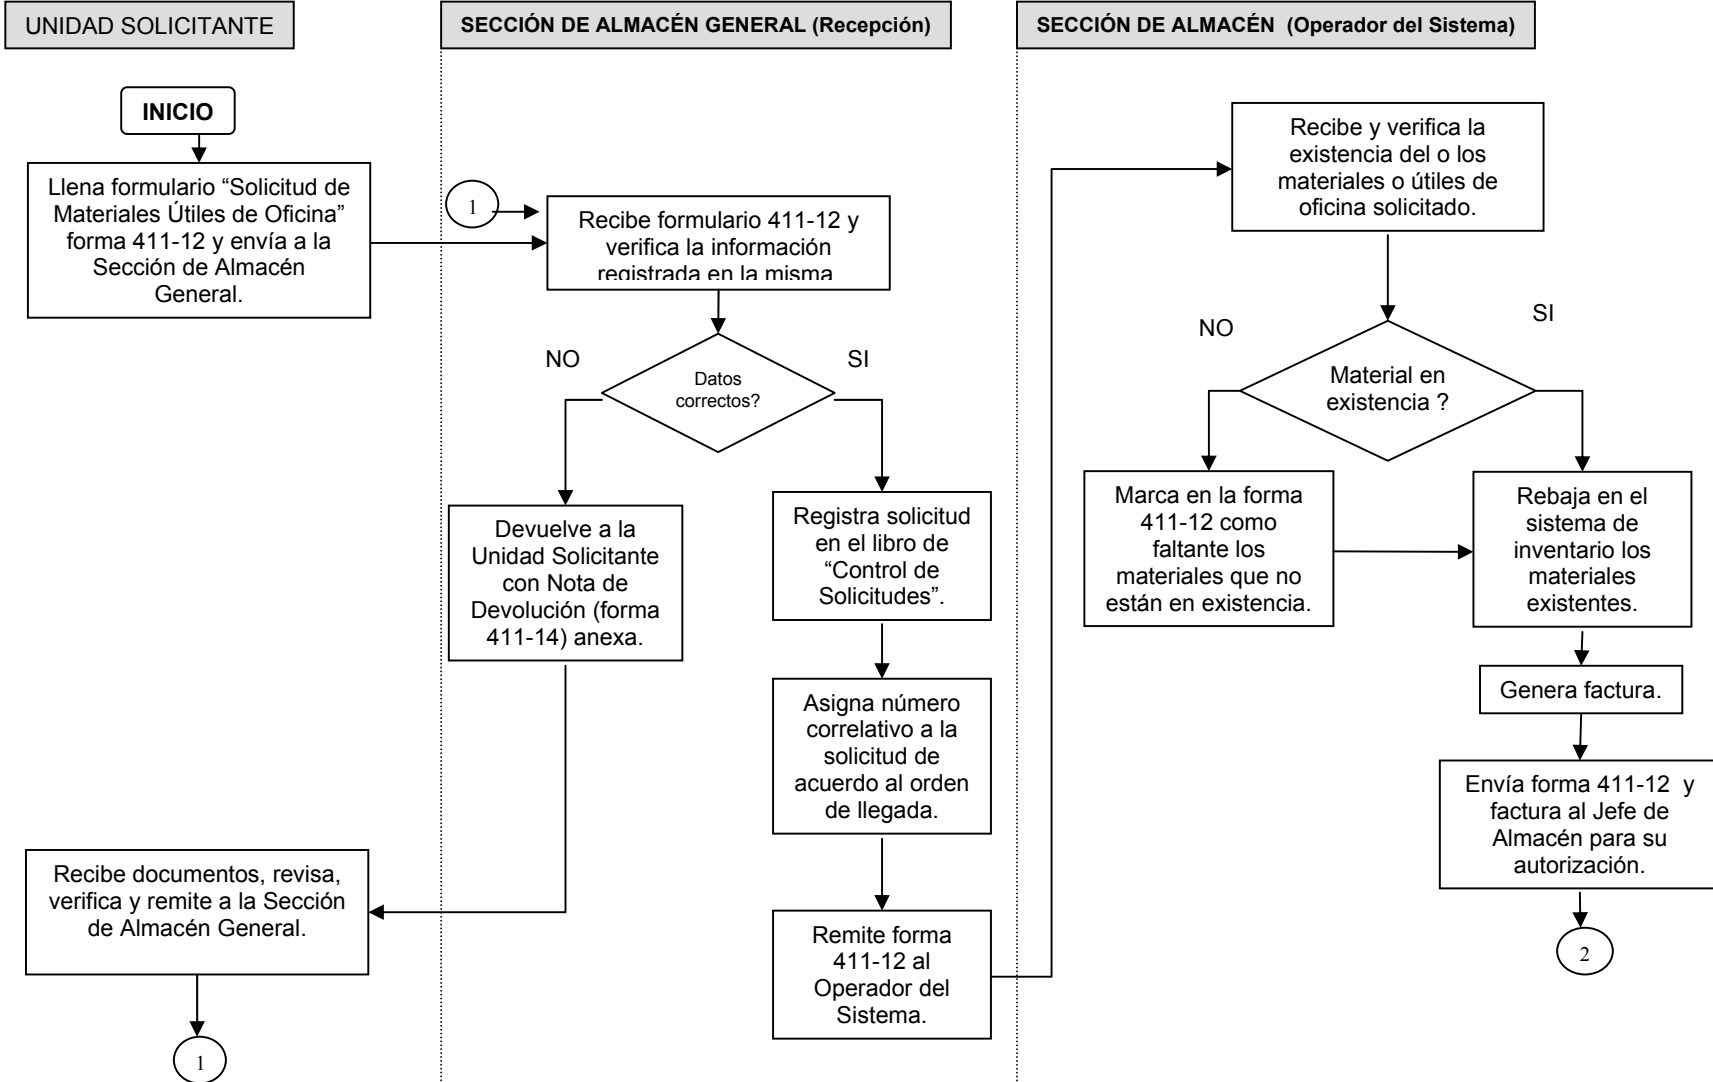 UNIDAD SOLICITANTE
SECCIÓN DE ALMACÉN GENERAL (Recepción)
SECCIÓN DE ALMACÉN (Operador del Sistema)
INICIO
Llena formulario “Solicitud de
Materiales Útiles de Oficina”
forma 411-12 y envía a la
Sección de Almacén
General.
1
Recibe formulario 411-12 y
verifica la información
registrada en la misma
Datos
correctos?
NO
SI
Devuelve a la
Unidad Solicitante
con Nota de
Devolución (forma
411-14) anexa.
Registra solicitud
en el libro de
“Control de
Solicitudes”.
Asigna número
correlativo a la
solicitud de
acuerdo al orden
de llegada.
Remite forma
411-12 al
Operador del
Sistema.
Recibe documentos, revisa,
verifica y remite a la Sección
de Almacén General.
1
Recibe y verifica la
existencia del o los
materiales o útiles de
oficina solicitado.
NO
SI
Material en
existencia ?
Marca en la forma
411-12 como
faltante los
materiales que no
están en existencia.
Rebaja en el
sistema de
inventario los
materiales
existentes.
Genera factura.
Envía forma 411-12 y
factura al Jefe de
Almacén para su
autorización.
2